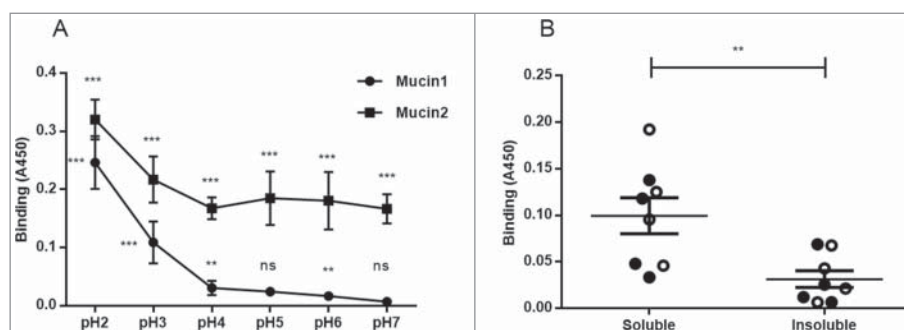 A
Binding (A450)
0.4
0.3
0.2
0.1
0.0
***
***
***
***
***
**
***
ns
***
**
***
ns
Mucin1
Mucin2
pH2 pH3 pH4 pH5 pH6 pH7
B
**
Binding (A450)
0.25
0.20
0.15
0.10
0.05
0.00
Soluble Insoluble